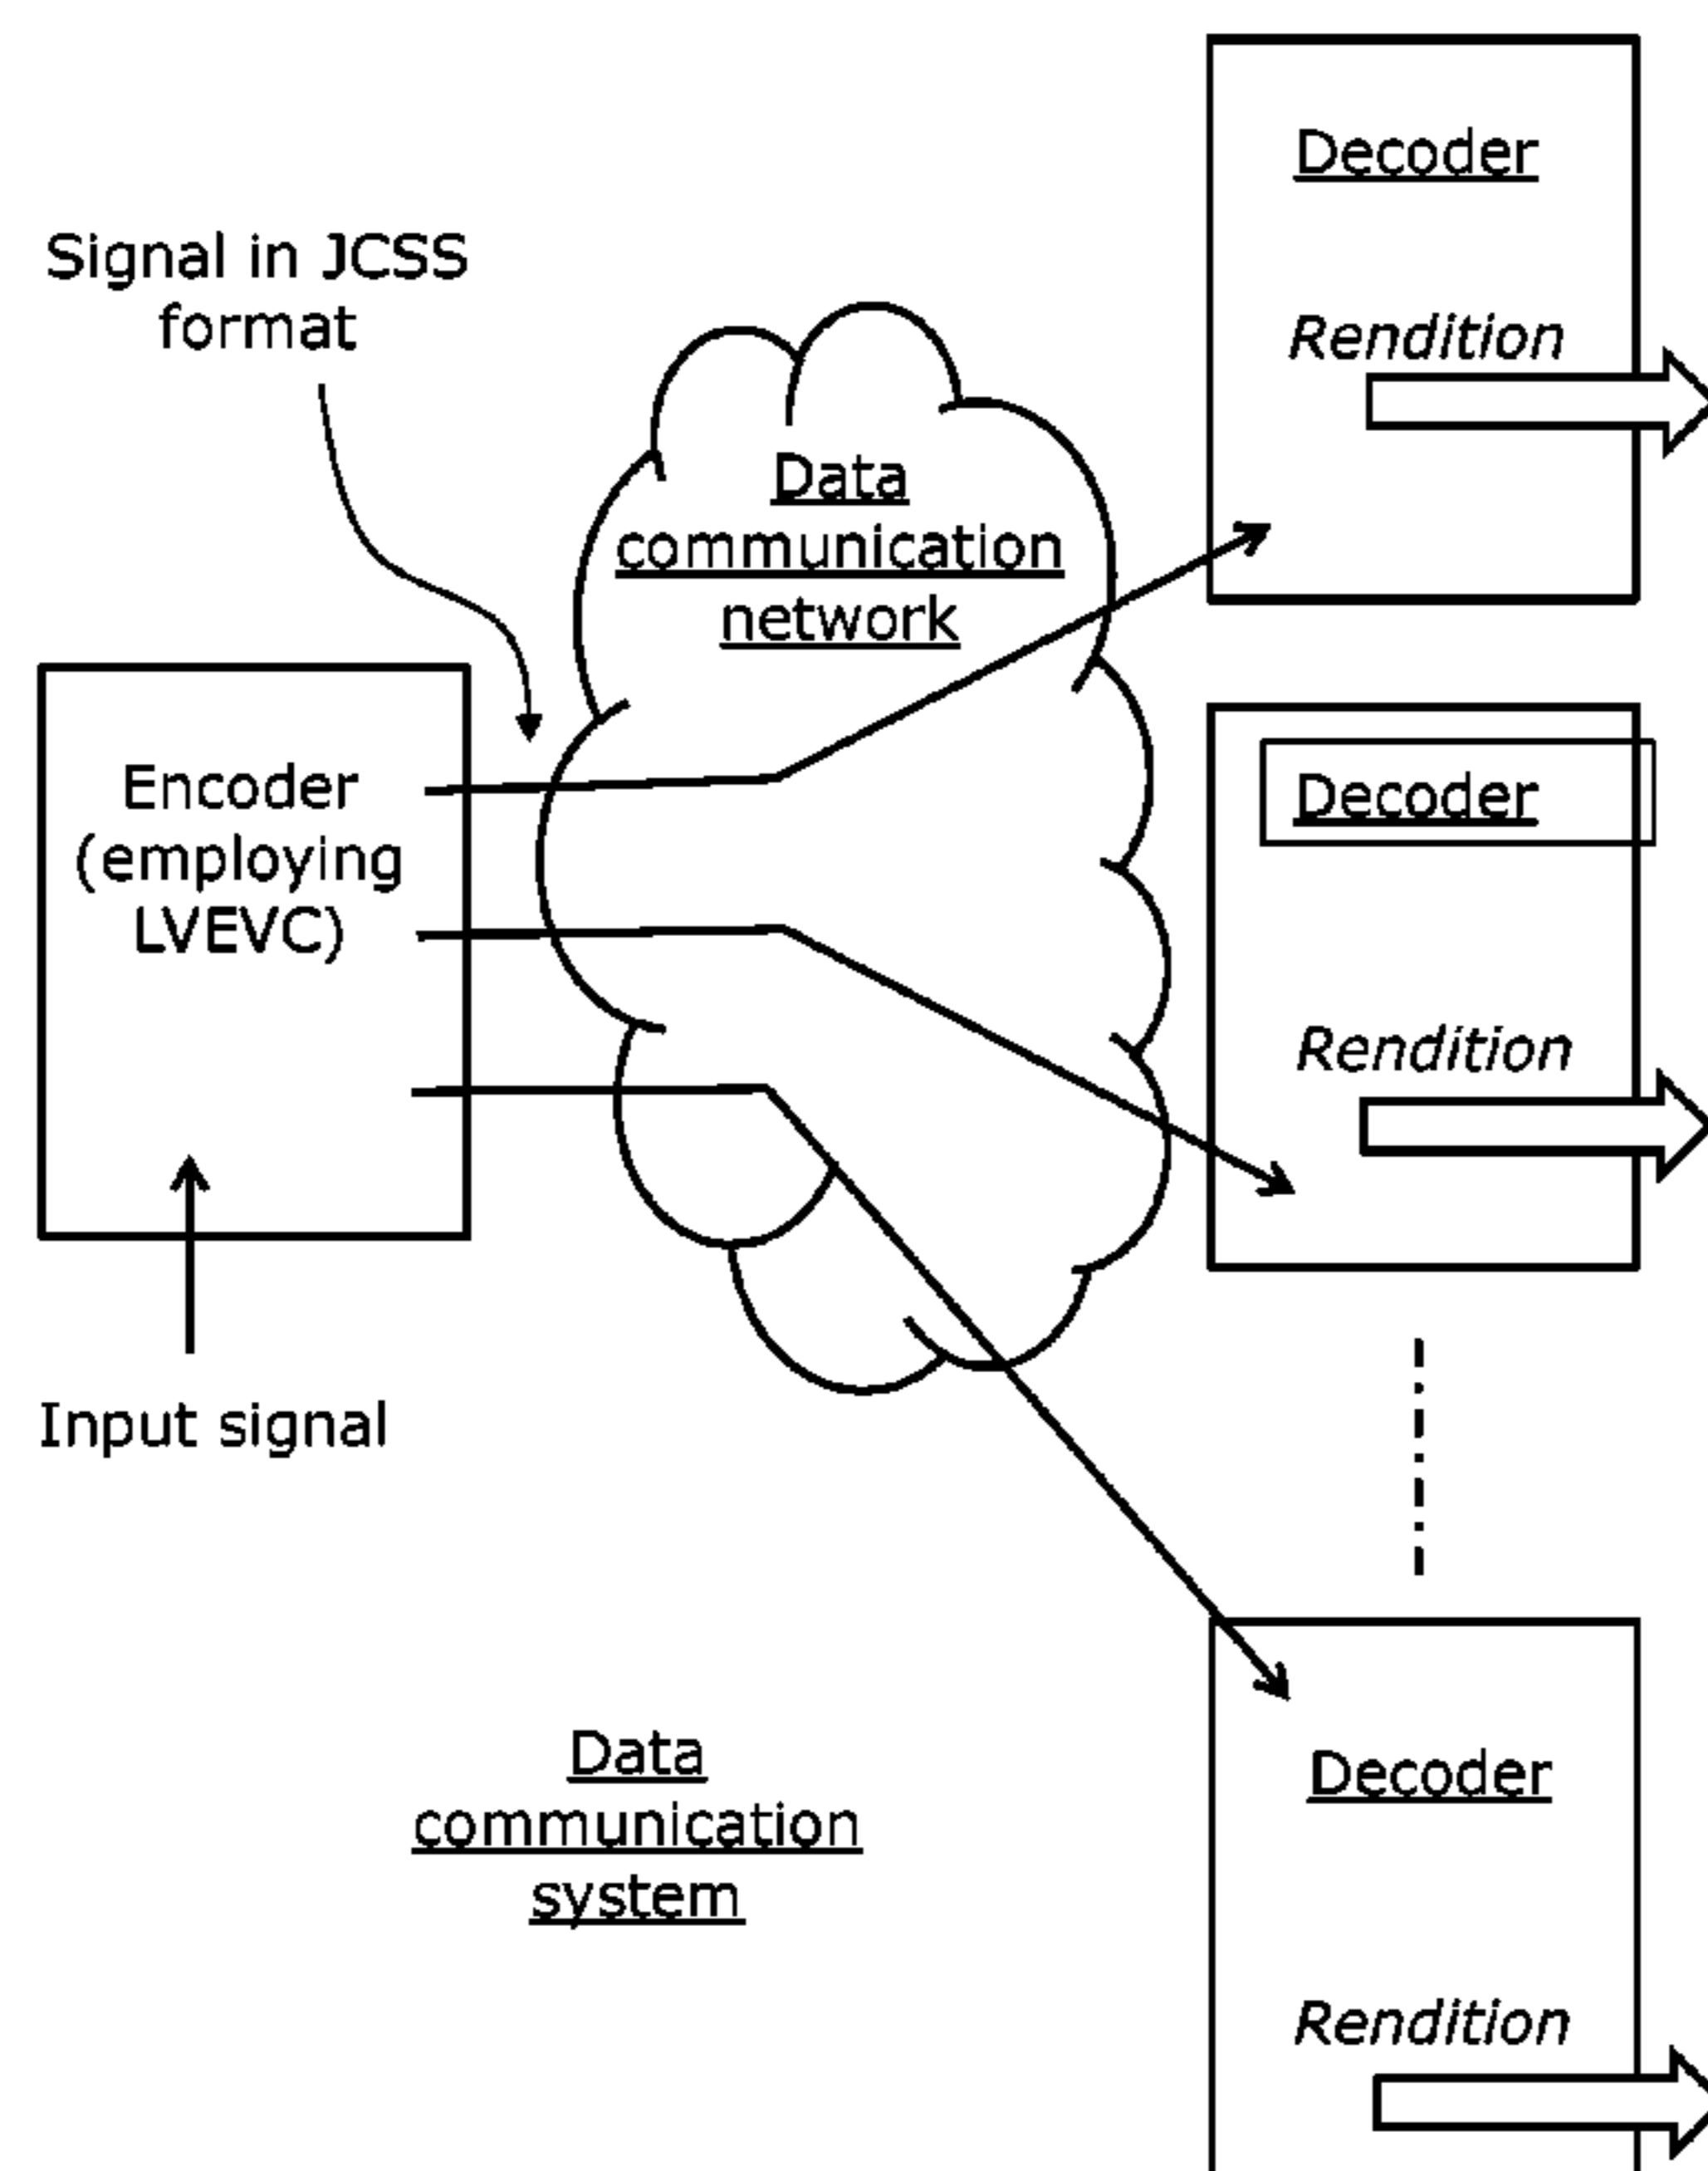 Signal in JCSS
format
Encoder
(employing
LVEVC)
Input signal
Data
communication
network
Data
communication
system
Decoder
Rendition
Decoder
Rendition
Decoder
Rendition